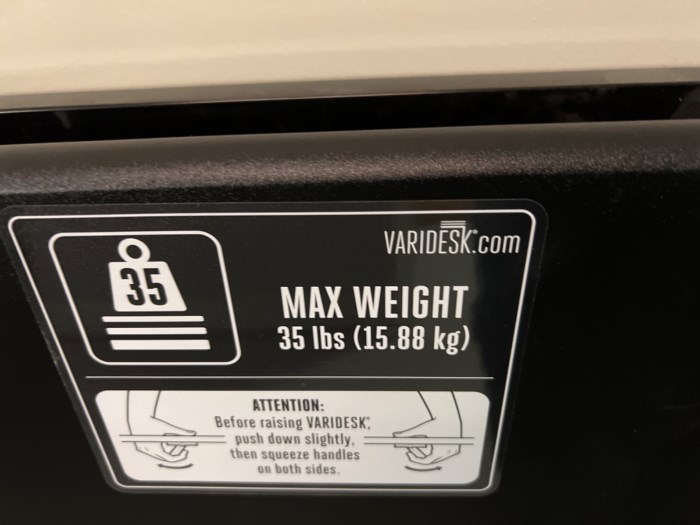 VARIDESK®.com
35
MAX WEIGHT
35 lbs (15.88 kg)
ATTENTION:
Before raising VARIDESK®,
push down slightly,
then squeeze handles
on both sides.